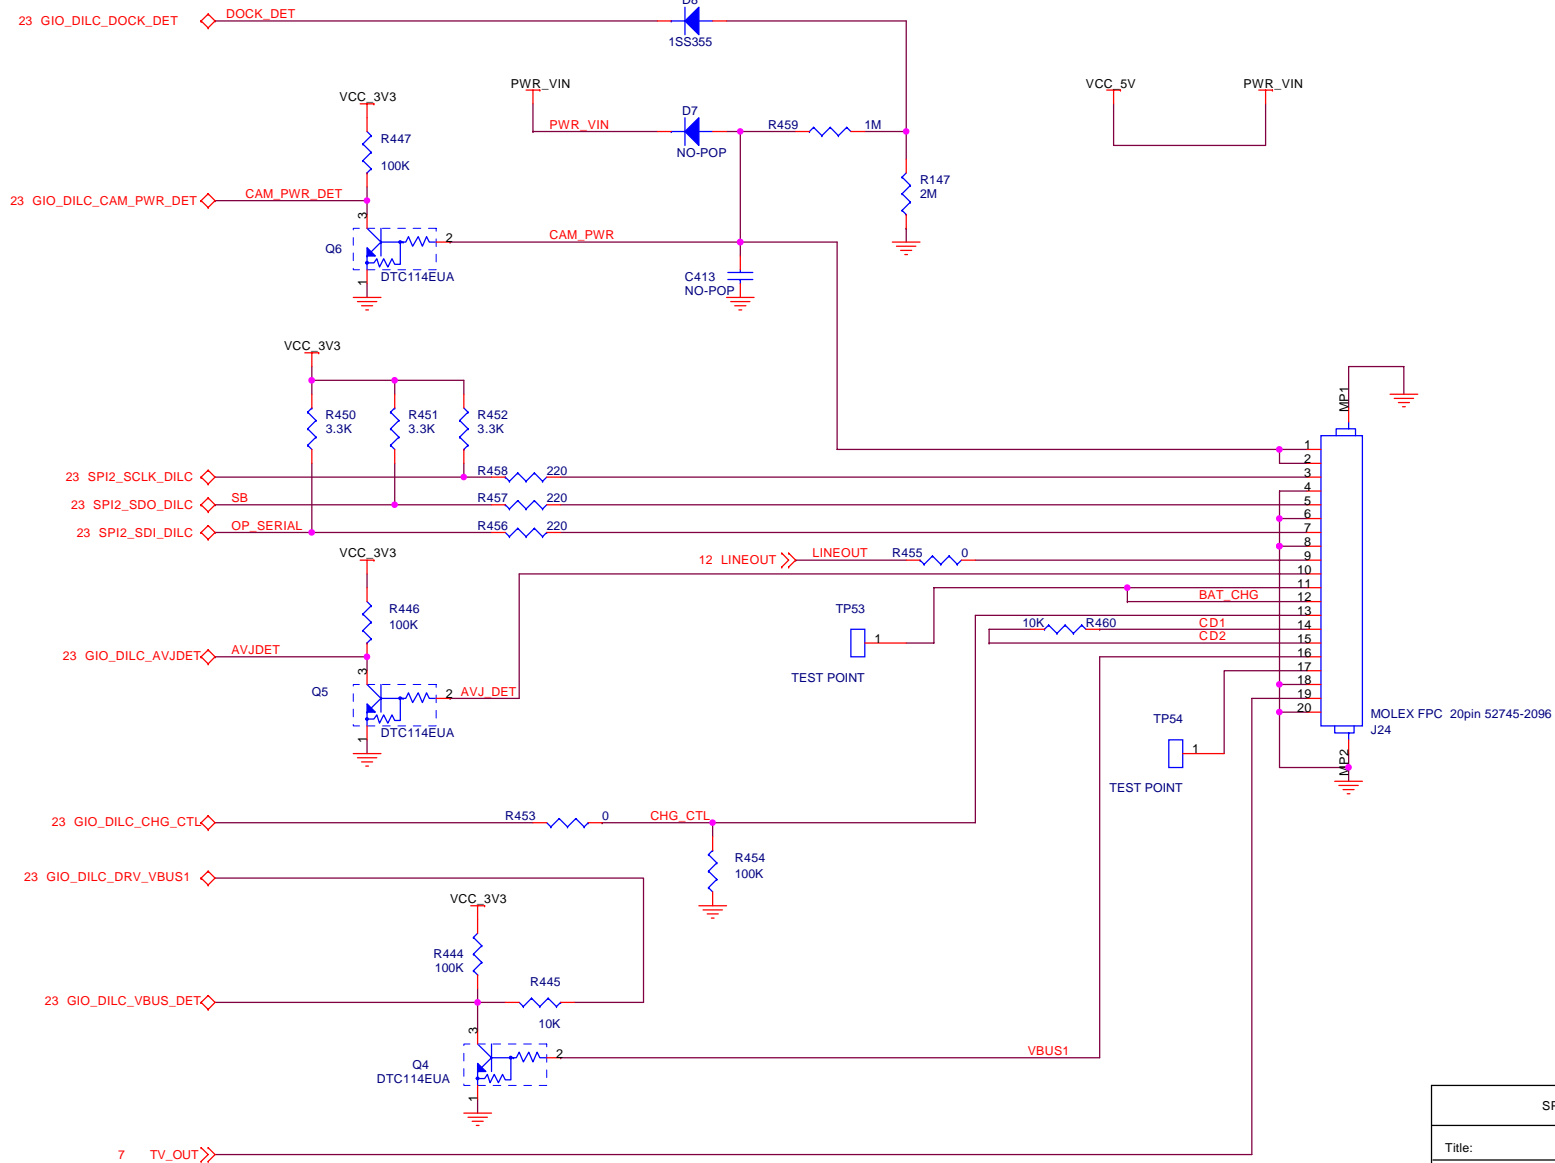 D8
23 GIO_DILC_DOCK_DET DOCK_DET
1SS355
PWR_VIN VCC_5V PWR_VIN
VCC_3V3
D7
PWR_VIN R459 1M
R447
NO-POP
100K
R147
2M
23 GIO_DILC_CAM_PWR_DET CAM_PWR_DET
3
Q6 2 CAM_PWR
DTC114EUA
1
C413
NO-POP
VCC_3V3
MP1
R450 R451 R452
3.3K 3.3K 3.3K
1
2
3
4
5
6
7
8
9
10
11
12
13
14
15
16
17
18
19
20
23 SPI2_SCLK_DILC R458 220
23 SPI2_SDO_DILC SB R457 220
23 SPI2_SDI_DILC OP_SERIAL R456 220
VCC_3V3
12 LINEOUT LINEOUT R455 0
BAT_CHG
R446
100K
TP53
1
TEST POINT
10K R460 CD1
CD2
23 GIO_DILC_AVJDET AVJDET
3
Q5 2 AVJ_DET
DTC114EUA
1
TP54
1
TEST POINT
MOLEX FPC 20pin 52745-2096
J24
MP2
23 GIO_DILC_CHG_CTL R453 0 CHG_CTL
R454
100K
23 GIO_DILC_DRV_VBUS1
VCC_3V3
R444
100K
R445
23 GIO_DILC_VBUS_DET
10K
3
Q4 2 VBUS1
DTC114EUA
1
7 TV_OUT
Title: